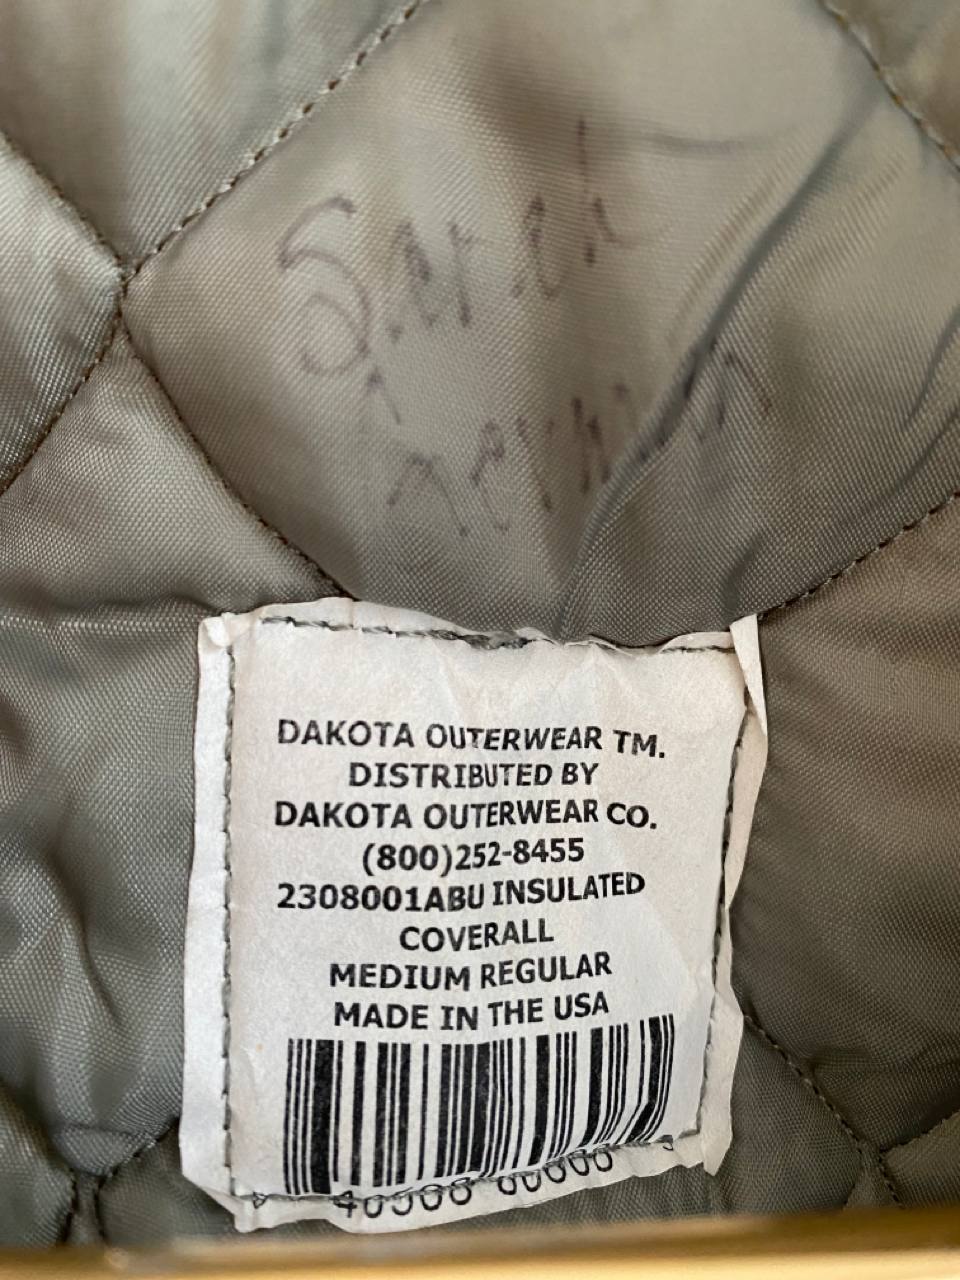 Sarah
DAKOTA OUTERWEAR TM.
DISTRIBUTED BY
DAKOTA OUTERWEAR CO.
(800)252-8455
2308001ABU INSULATED
COVERALL
MEDIUM REGULAR
MADE IN THE USA